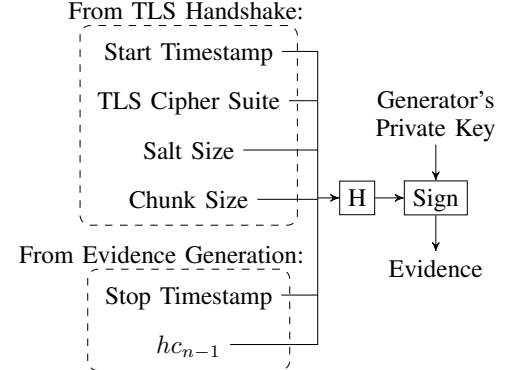 From TLS Handshake:
Start Timestamp
TLS Cipher Suite
Salt Size
Chunk Size
From Evidence Generation:
Stop Timestamp
hc_{n−1}
H
Generator's
Private Key
Sign
Evidence